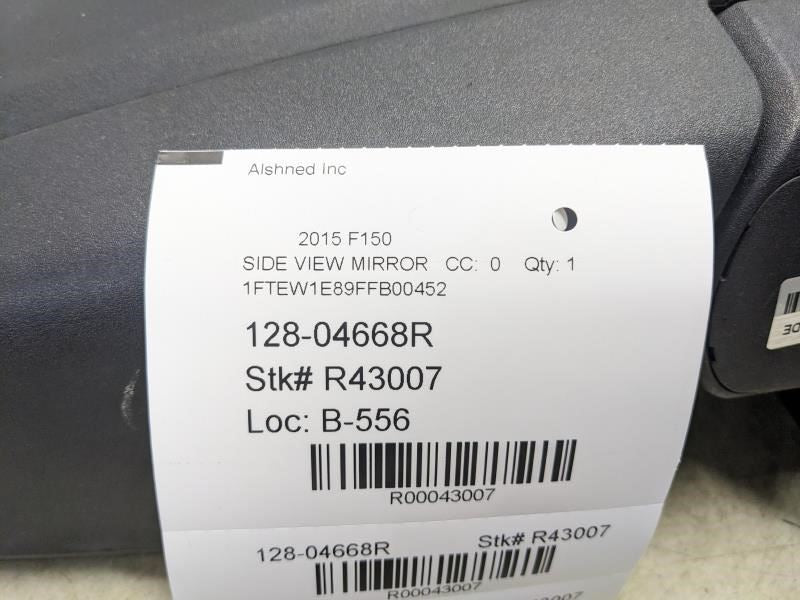 Alshned Inc
2015 F150
SIDE VIEW MIRROR CC: 0 Qty: 1
1FTEW1E89FFB00452
128-04668R
Stk# R43007
Loc: B-556
R00043007
128-04668R Stk# R43007
R00043007